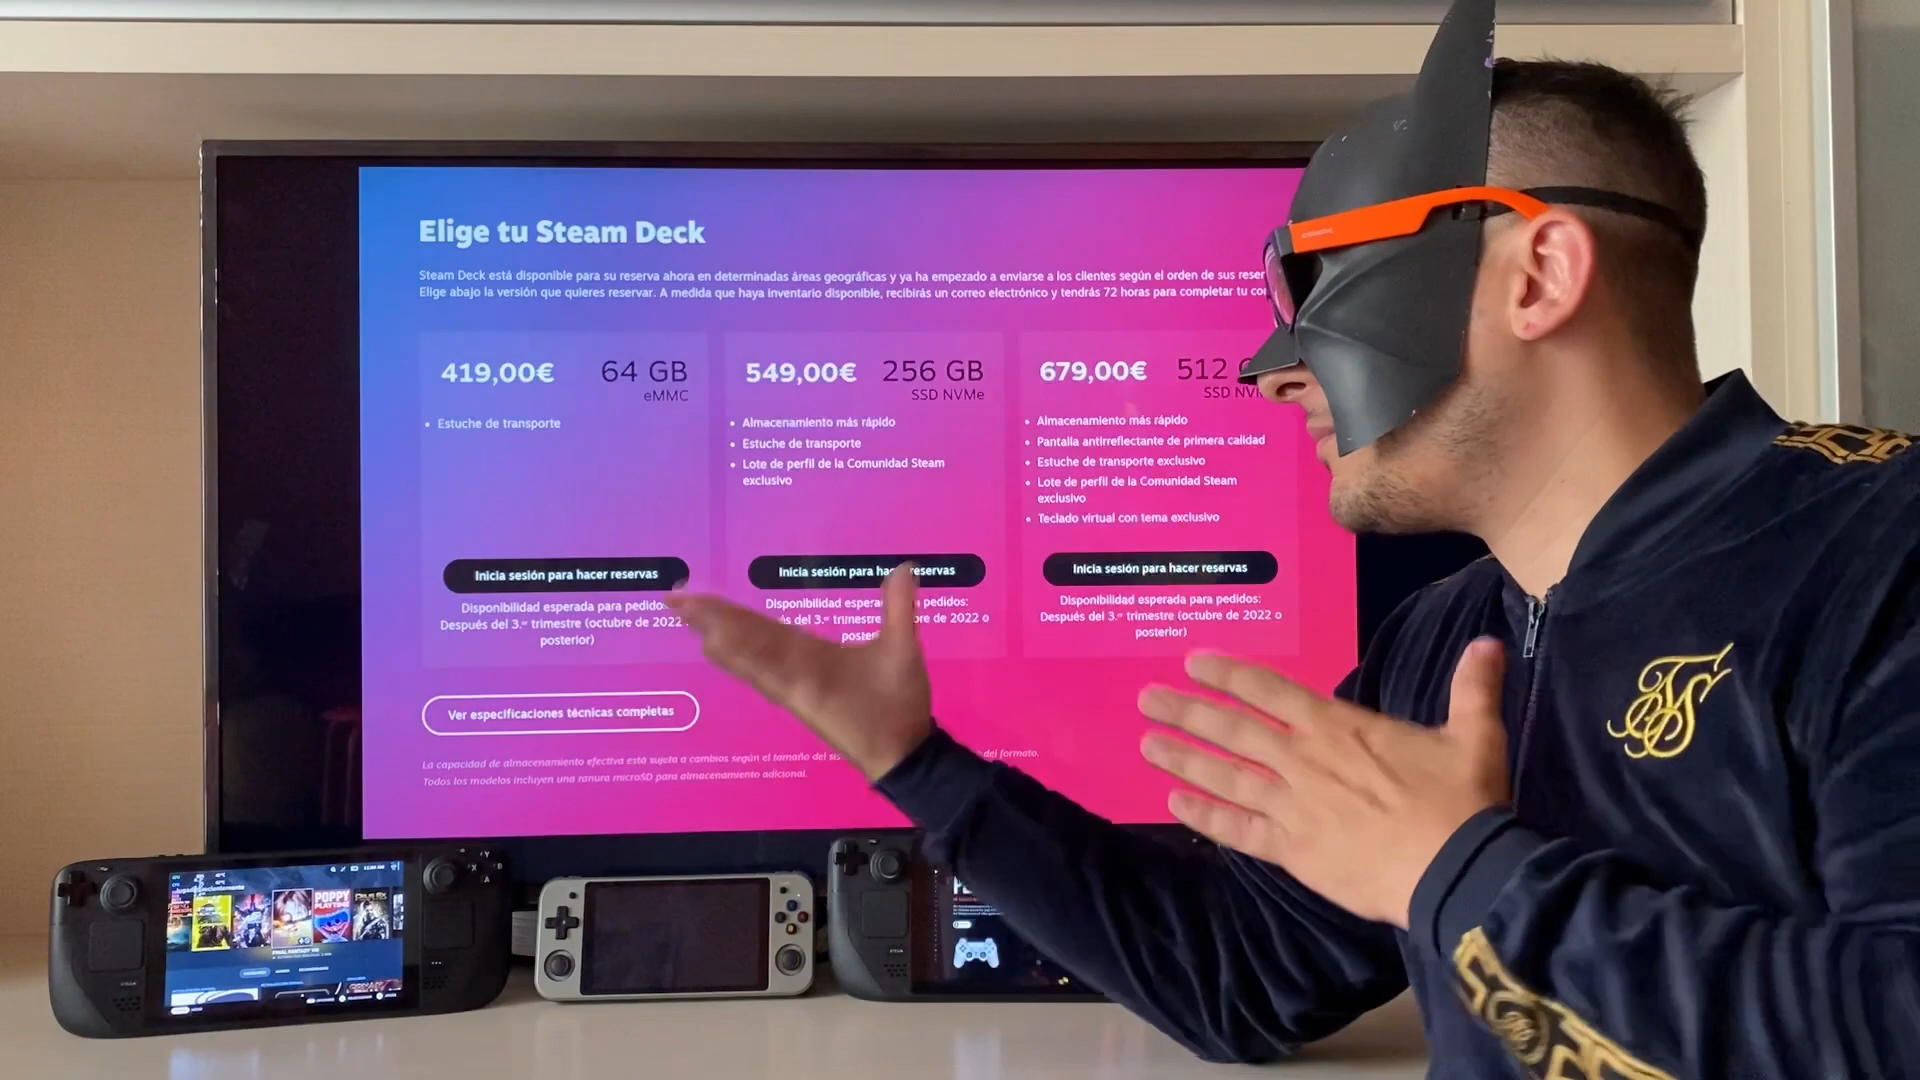 Elige tu Steam Deck
Steam Deck está disponible para su reserva ahora en determinadas áreas geográficas y ya ha empezado a enviarse a los clientes según el orden de sus
Elige abajo la versión que quieres reservar. A medida que haya inventario disponible, recibirás un correo electrónico y tendrás 72 horas para completar tu
419,00€ 64 GB
eMMC
Estuche de transporte
Inicia sesión para hacer reservas
Disponibilidad esperada para pedidos
Después del 3.er trimestre (octubre de 2022
posterior)
549,00€ 256 GB
SSD NVMe
Almacenamiento más rápido
Estuche de transporte
Lote de perfil de la Comunidad Steam
exclusivo
Inicia sesión para hacer reservas
Disponibilidad pedidos:
del 3.er trimestre de 2022 o
679,00€ 512
SSD
Almacenamiento más rápido
Pantalla antirreflectante de primera calidad
Estuche de transporte exclusivo
Lote de perfil de la Comunidad Steam
exclusivo
Teclado virtual con tema exclusivo
Inicia sesión para hacer reservas
Disponibilidad esperada para pedidos:
Después del 3.er trimestre (octubre de 2022 o
posterior)
Ver especificaciones técnicas completas
La capacidad de almacenamiento efectiva está sujeta a cambios según el tamaño del del formato.
Todos los modelos incluyen una ranura microSD para almacenamiento adicional.
POPPY
PLAYTIME
FINAL FANTASY
STEAM